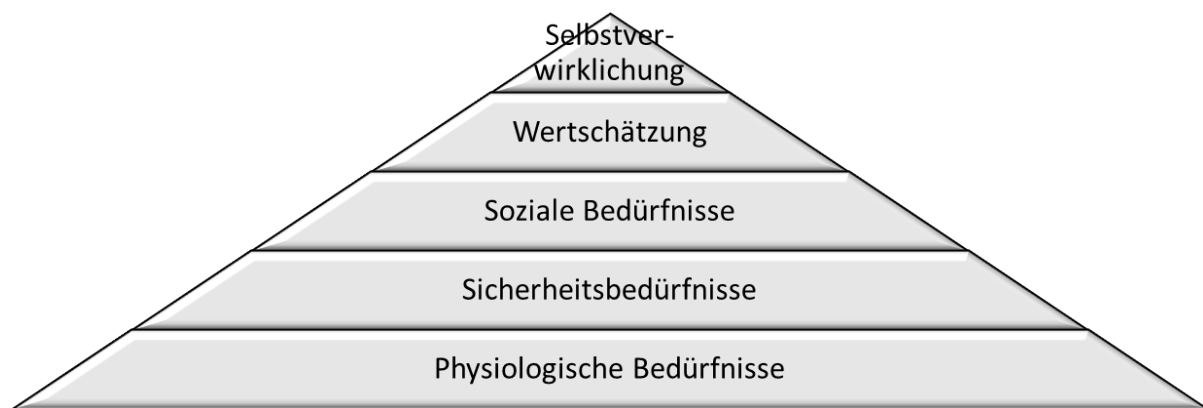 Selbstver-
wirklichung
Wertschätzung
Soziale Bedürfnisse
Sicherheitsbedürfnisse
Physiologische Bedürfnisse